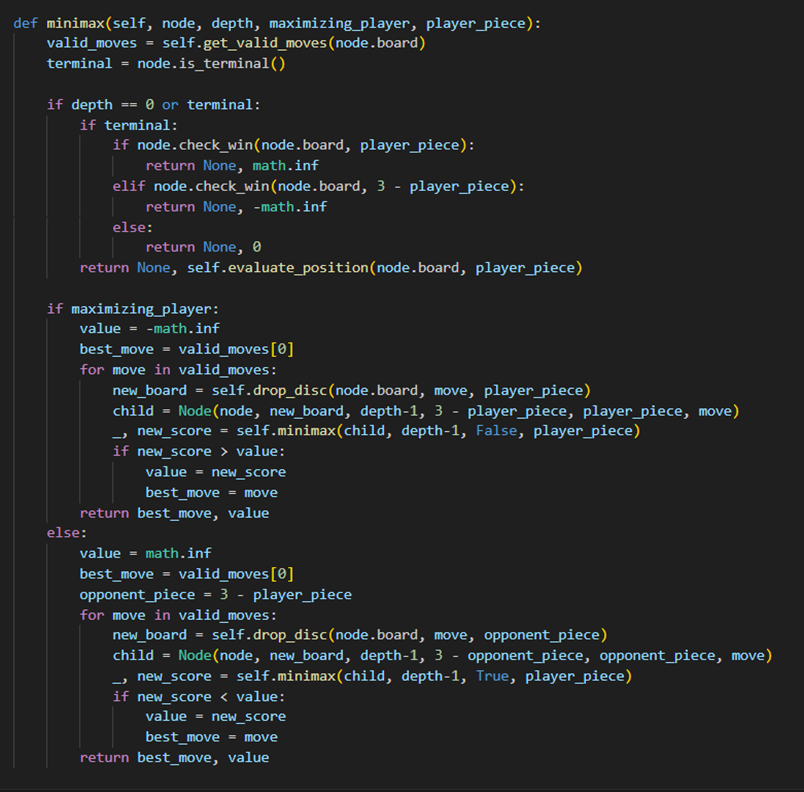 def minimax(self, node, depth, maximizing_player, player_piece):
    valid_moves = self.get_valid_moves(node.board)
    terminal = node.is_terminal()

    if depth == 0 or terminal:
        if terminal:
            if node.check_win(node.board, player_piece):
                return None, math.inf
            elif node.check_win(node.board, 3 - player_piece):
                return None, -math.inf
            else:
                return None, 0
        return None, self.evaluate_position(node.board, player_piece)

    if maximizing_player:
        value = -math.inf
        best_move = valid_moves[0]
        for move in valid_moves:
            new_board = self.drop_disc(node.board, move, player_piece)
            child = Node(node, new_board, depth-1, 3 - player_piece, player_piece, move)
            _, new_score = self.minimax(child, depth-1, False, player_piece)
            if new_score > value:
                value = new_score
                best_move = move
        return best_move, value
    else:
        value = math.inf
        best_move = valid_moves[0]
        opponent_piece = 3 - player_piece
        for move in valid_moves:
            new_board = self.drop_disc(node.board, move, opponent_piece)
            child = Node(node, new_board, depth-1, 3 - opponent_piece, opponent_piece, move)
            _, new_score = self.minimax(child, depth-1, True, player_piece)
            if new_score < value:
                value = new_score
                best_move = move
        return best_move, value